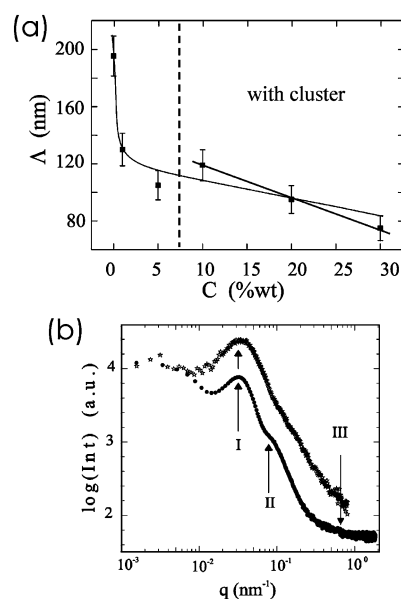 (a)
200
160
120
80
Λ (nm)
with cluster
0 5 10 15 20 25 30
C (%wt)
(b)
4
3
2
log(Int) (a.u.)
I
II
III
10⁻³ 10⁻² 10⁻¹ 10⁰
q (nm⁻¹)